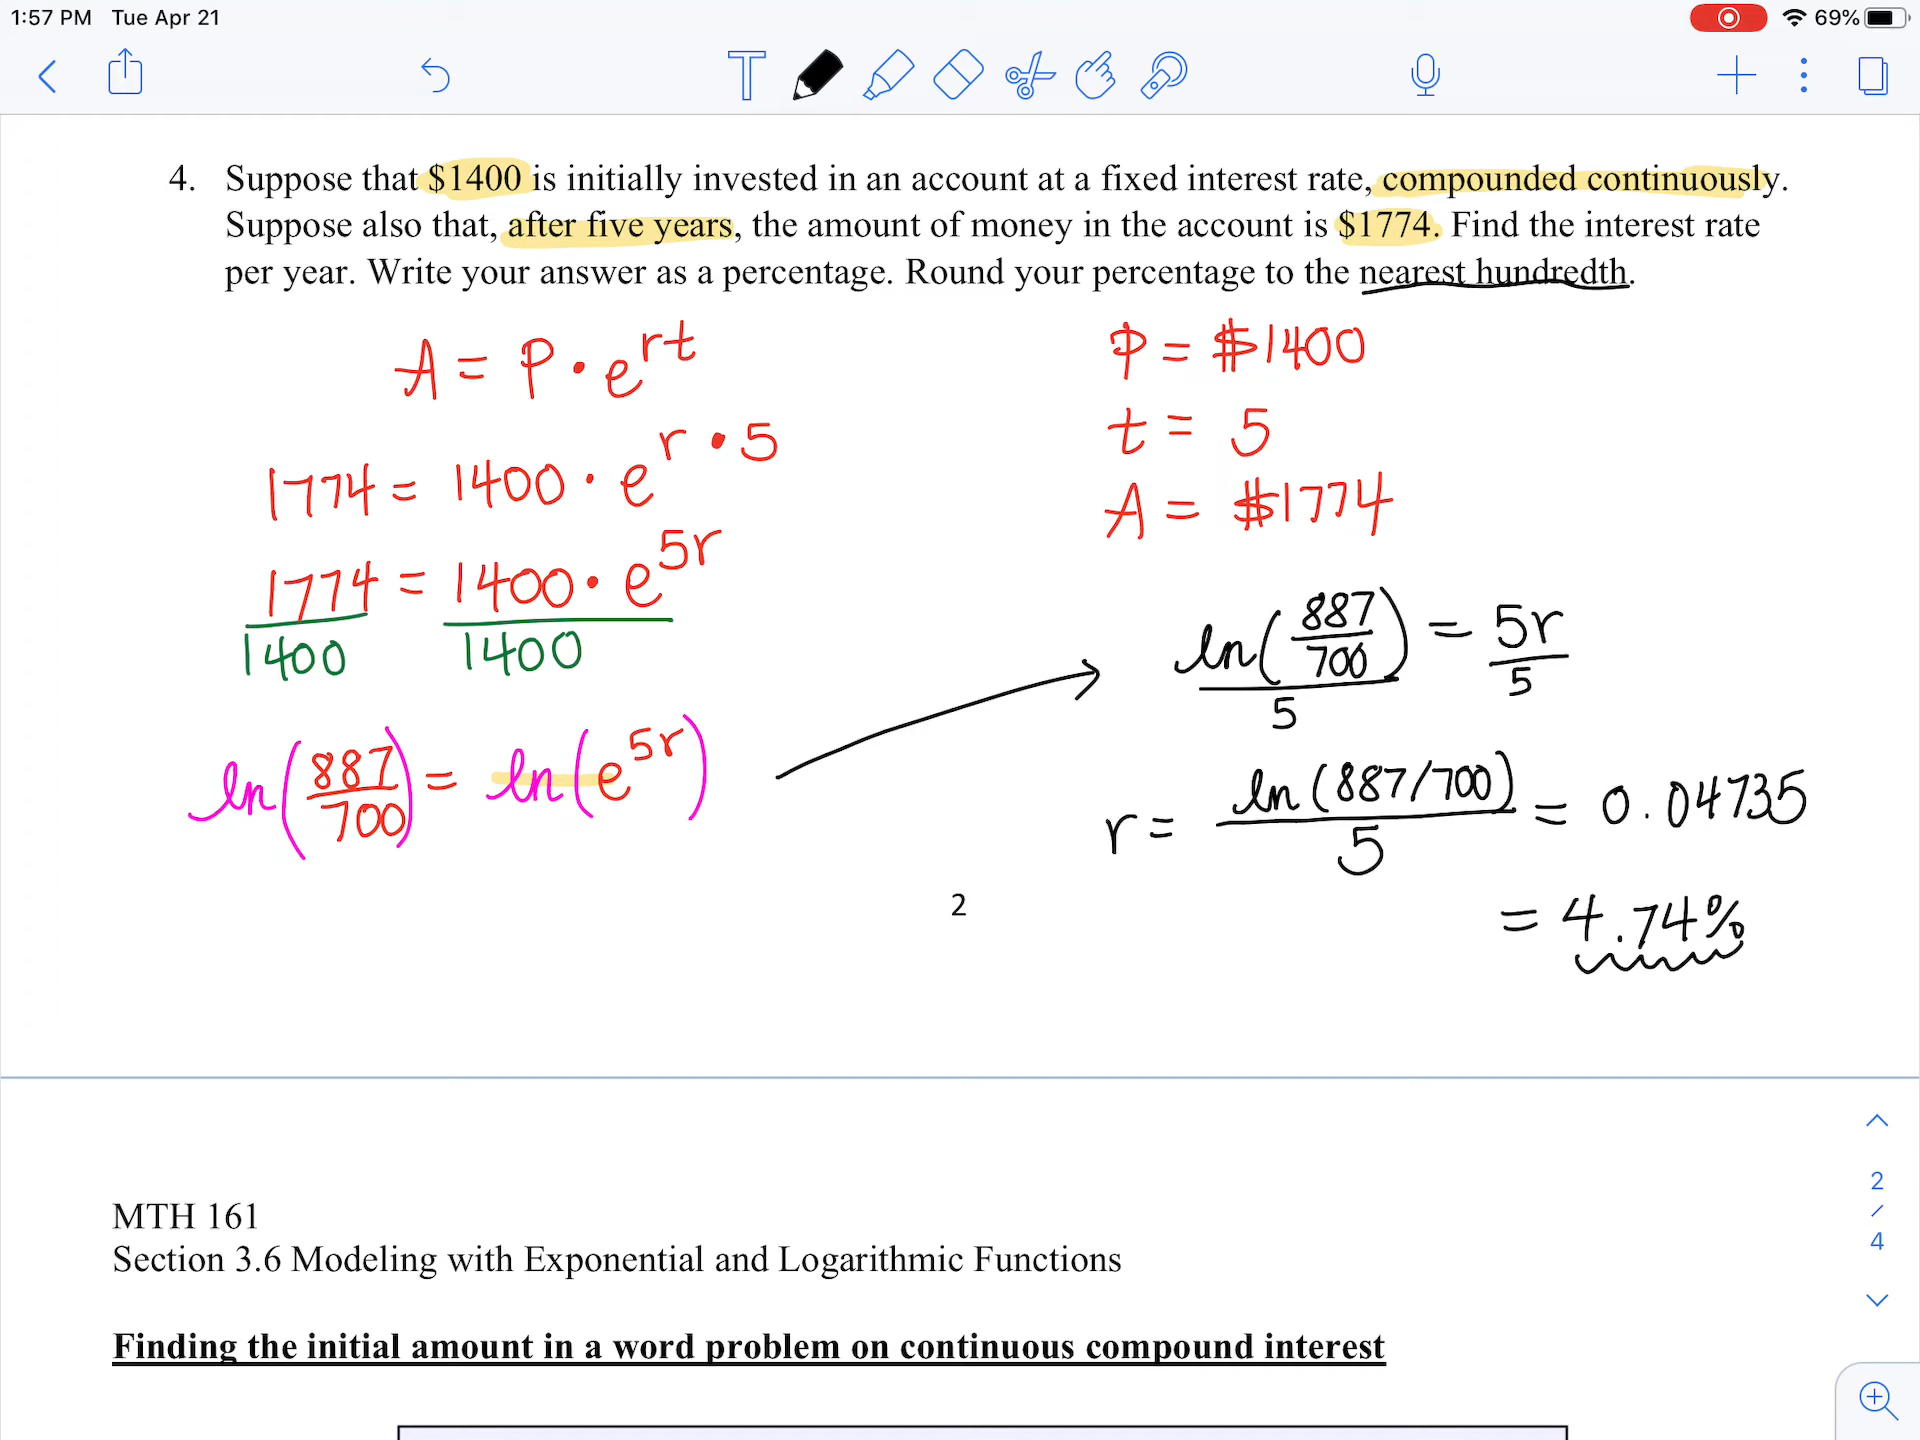 1:57 PM Tue Apr 21
69%
T
4. Suppose that $1400 is initially invested in an account at a fixed interest rate, compounded continuously.
Suppose also that, after five years, the amount of money in the account is $1774. Find the interest rate
per year. Write your answer as a percentage. Round your percentage to the nearest hundredth.
A = P · e^{rt}
1774 = 1400 · e^{r · 5}
1774/1400 = 1400 · e^{5r}/1400
ln(887/700) = ln(e^{5r})
P = $1400
t = 5
A = $1774
ln(887/700)/5 = 5r/5
r = ln(887/700)/5 = 0.04735
= 4.74%
2
MTH 161
Section 3.6 Modeling with Exponential and Logarithmic Functions
Finding the initial amount in a word problem on continuous compound interest
2
/
4